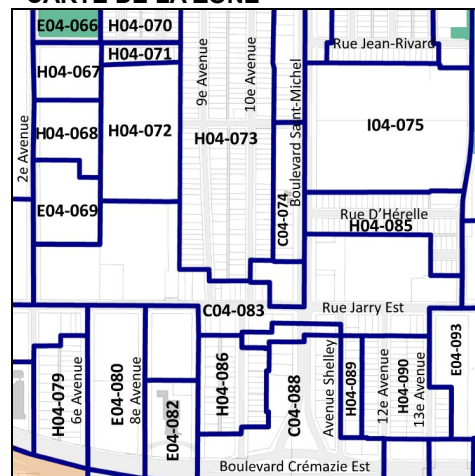 CARTE DE LA ZONE
E04-066
H04-070
Rue Jean-Rivard
H04-071
H04-067
9e Avenue
10e Avenue
Boulevard Saint-Michel
2e Avenue
H04-068
H04-072
H04-073
I04-075
E04-069
C04-074
Rue D'Hérelle
H04-085
C04-083
Rue Jarry Est
H04-079
6e Avenue
E04-080
8e Avenue
E04-082
H04-086
C04-088
Avenue Shelley
H04-089
12e Avenue
H04-090
13e Avenue
E04-093
Boulevard Crémazie Est